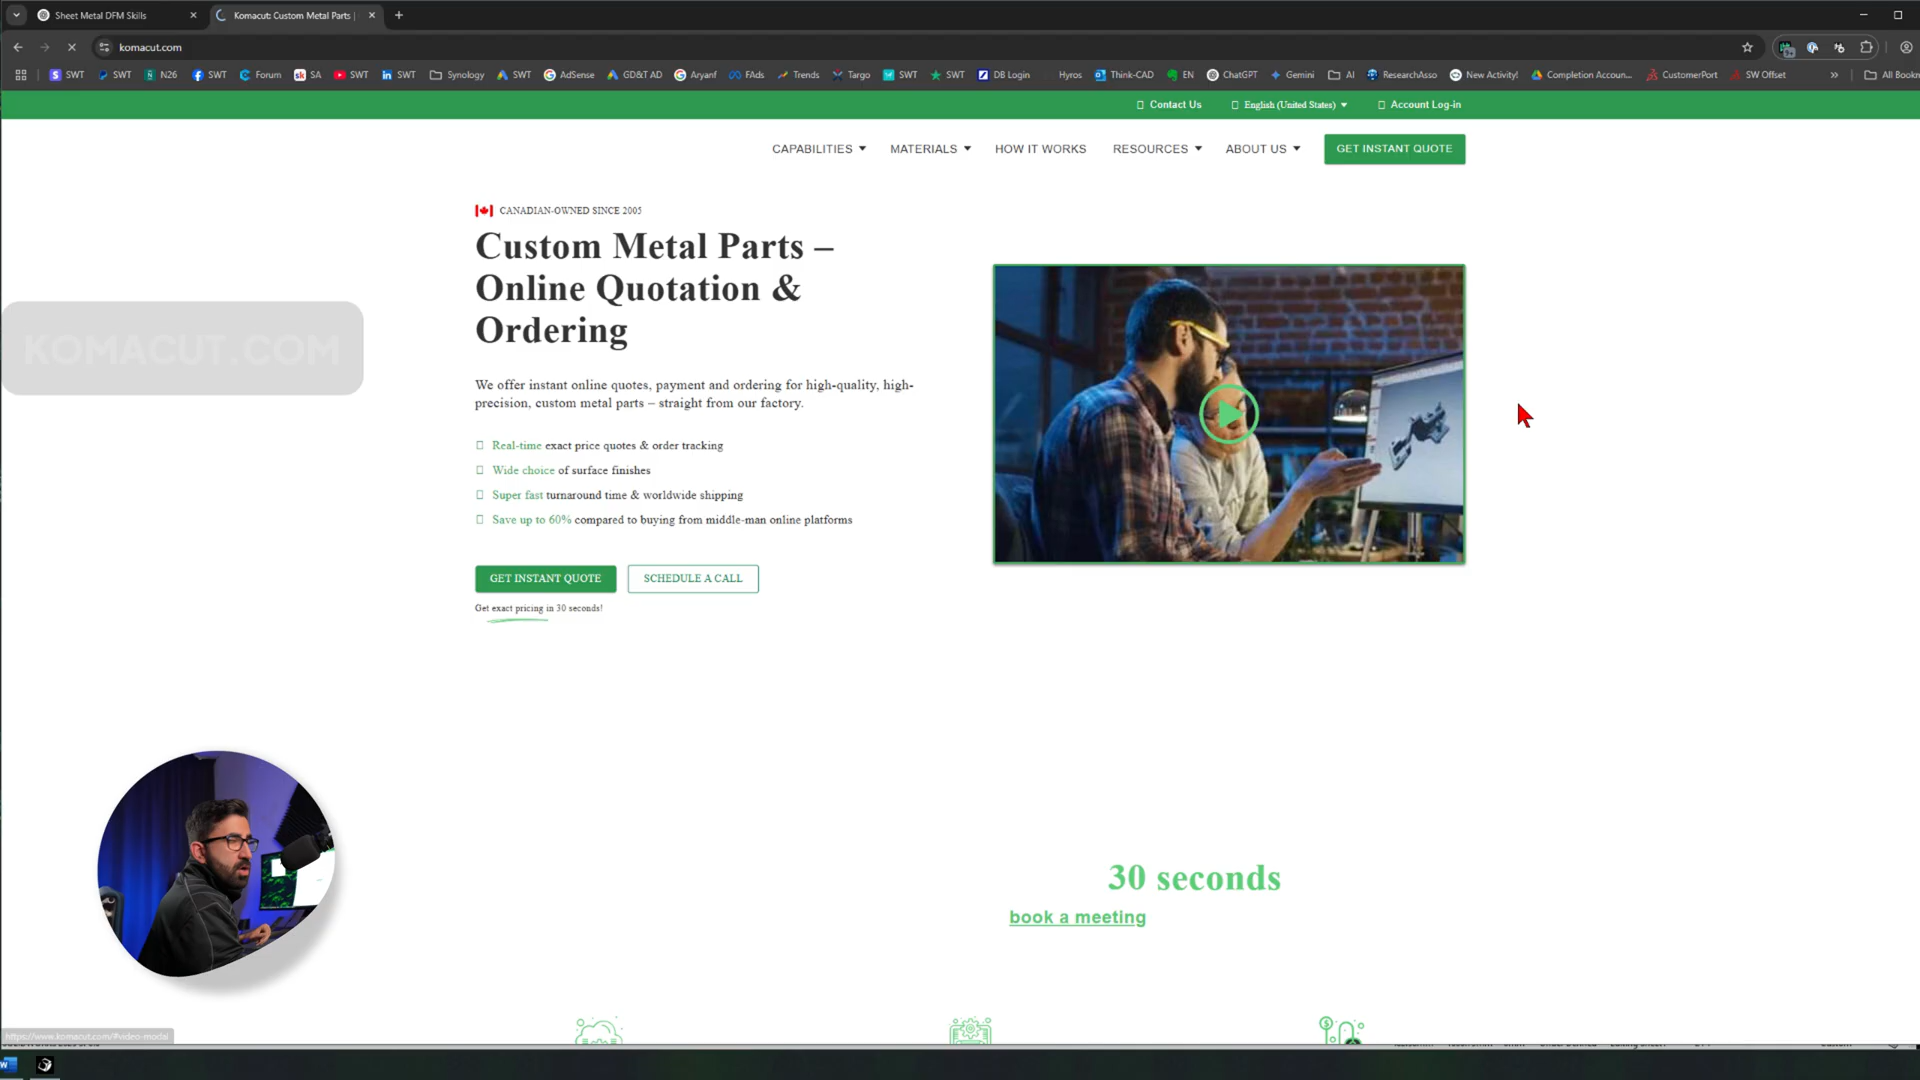 Sheet Metal DFM Skills
Komacut: Custom Metal Parts |
komacut.com
SWT SWT N26 SWT Forum SA SWT SWT Synology SWT AdSense GD&T AD Aryanf FAds Trends Targo SWT SWT DB Login Hyros Think-CAD EN ChatGPT Gemini AI ResearchAsso New Activity! Completion Accoun... CustomerPort SW Offset » All Bookm
Contact Us English (United States) Account Log-in
CAPABILITIES MATERIALS HOW IT WORKS RESOURCES ABOUT US GET INSTANT QUOTE
CANADIAN-OWNED SINCE 2005
Custom Metal Parts –
Online Quotation &
Ordering
KOMACUT.COM
We offer instant online quotes, payment and ordering for high-quality, high-
precision, custom metal parts – straight from our factory.
Real-time exact price quotes & order tracking
Wide choice of surface finishes
Super fast turnaround time & worldwide shipping
Save up to 60% compared to buying from middle-man online platforms
GET INSTANT QUOTE SCHEDULE A CALL
Get exact pricing in 30 seconds!
30 seconds
book a meeting
https://www.komacut.com/#video-modal